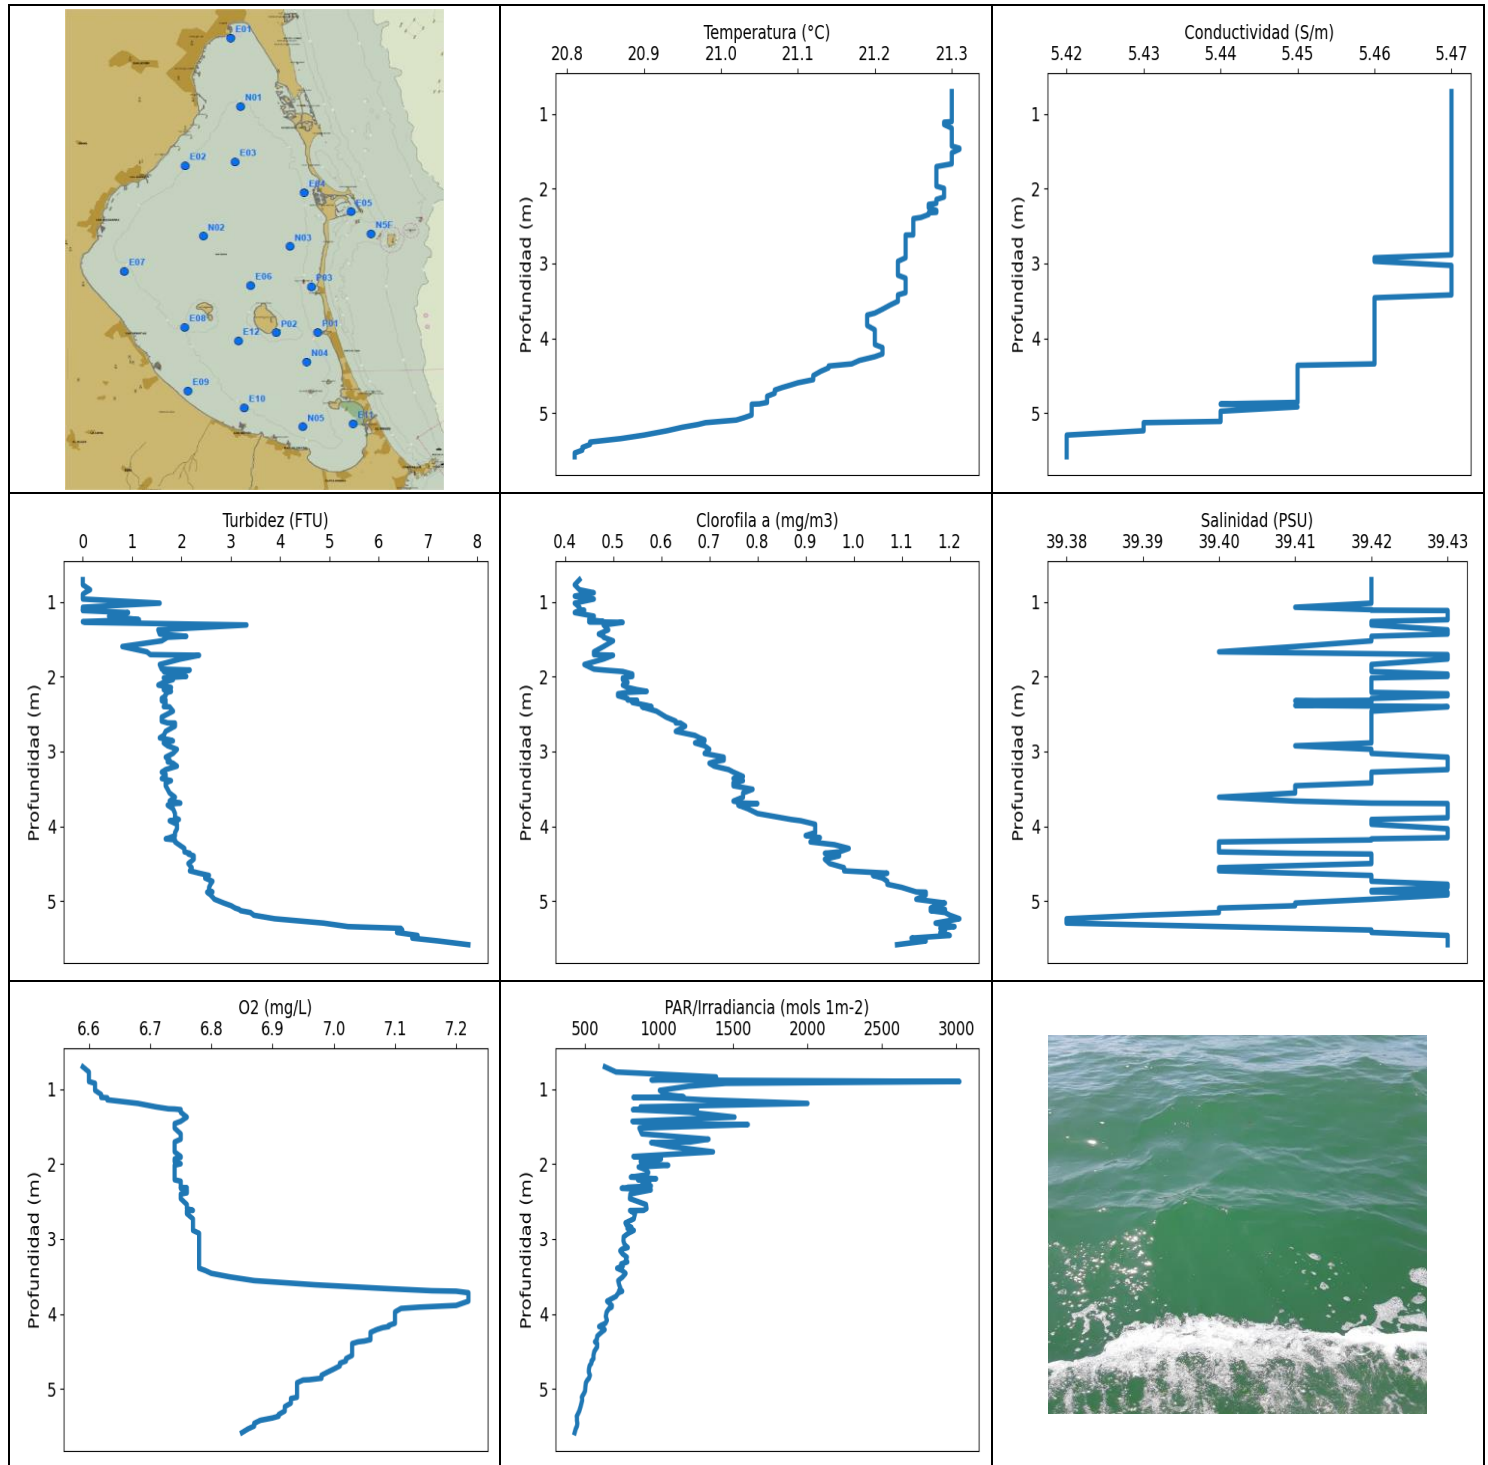 E01
N01
E02
E03
E04
E05
N5F
N02
N03
E07
E06
P03
E08
E12
P02
P01
N04
E09
E10
N05
E11
Temperatura (°C)
20.8 20.9 21.0 21.1 21.2 21.3
Profundidad (m)
1
2
3
4
5
Conductividad (S/m)
5.42 5.43 5.44 5.45 5.46 5.47
Profundidad (m)
1
2
3
4
5
Turbidez (FTU)
0 1 2 3 4 5 6 7 8
Profundidad (m)
1
2
3
4
5
Clorofila a (mg/m3)
0.4 0.5 0.6 0.7 0.8 0.9 1.0 1.1 1.2
Profundidad (m)
1
2
3
4
5
Salinidad (PSU)
39.38 39.39 39.40 39.41 39.42 39.43
Profundidad (m)
1
2
3
4
5
O2 (mg/L)
6.6 6.7 6.8 6.9 7.0 7.1 7.2
Profundidad (m)
1
2
3
4
5
PAR/Irradiancia (mols 1m-2)
500 1000 1500 2000 2500 3000
Profundidad (m)
1
2
3
4
5